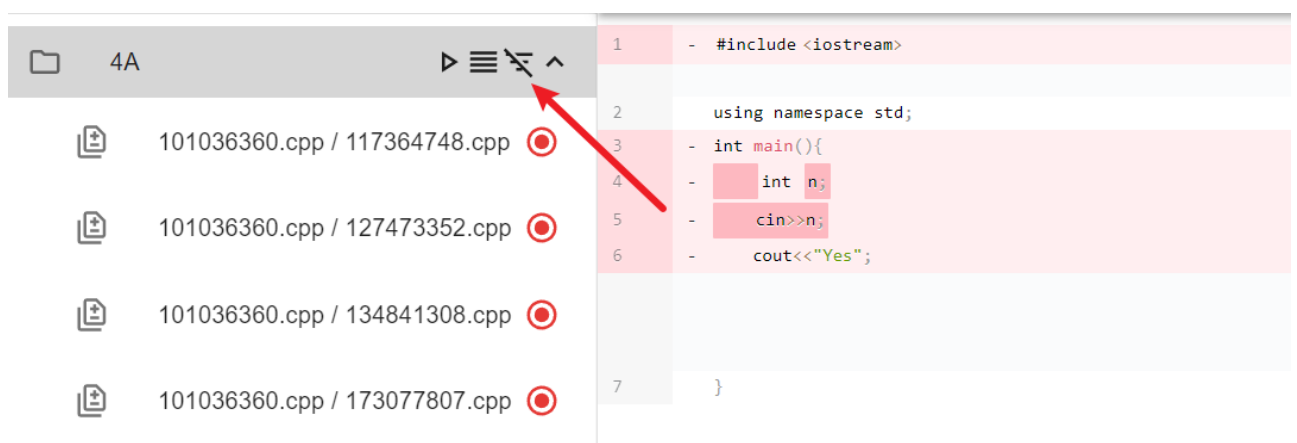 4A
101036360.cpp / 117364748.cpp
101036360.cpp / 127473352.cpp
101036360.cpp / 134841308.cpp
101036360.cpp / 173077807.cpp
1 - #include <iostream>
2 using namespace std;
3 - int main(){
4 - int n;
5 - cin>>n;
6 - cout<<"Yes";
7 }